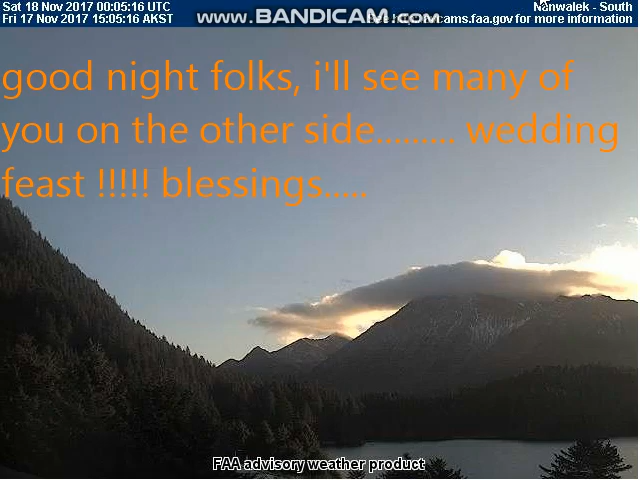 Sat 18 Nov 2017 00:05:16 UTC
Fri 17 Nov 2017 15:05:16 AKST
www.BANDICAM.com
Nanwalek - South
cams.faa.gov for more information
good night folks, i'll see many of
you on the other side......... wedding
feast !!!!! blessings.....
FAA advisory weather product